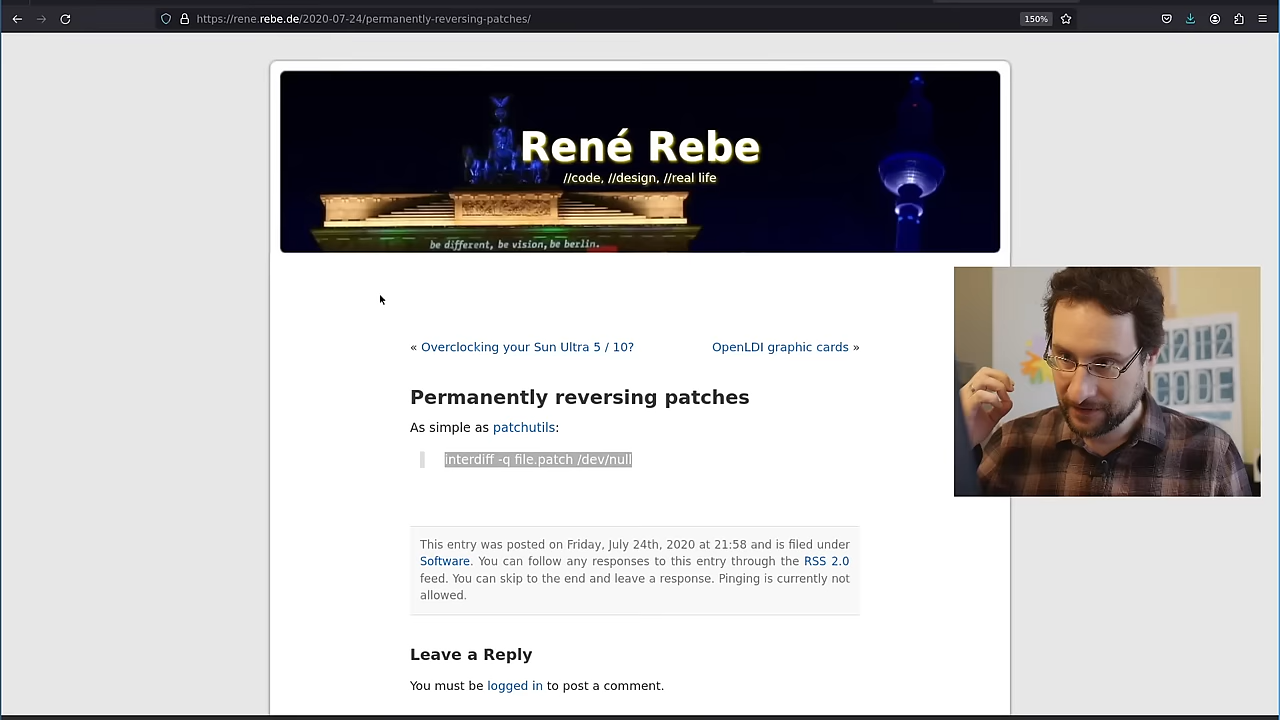 https://rene.rebe.de/2020-07-24/permanently-reversing-patches/
150%
René Rebe
//code, //design, //real life
be different, be vision, be berlin.
« Overclocking your Sun Ultra 5 / 10?
OpenLDI graphic cards »
Permanently reversing patches
As simple as patchutils:
interdiff -q file.patch /dev/null
This entry was posted on Friday, July 24th, 2020 at 21:58 and is filed under
Software. You can follow any responses to this entry through the RSS 2.0
feed. You can skip to the end and leave a response. Pinging is currently not
allowed.
Leave a Reply
You must be logged in to post a comment.
CODE